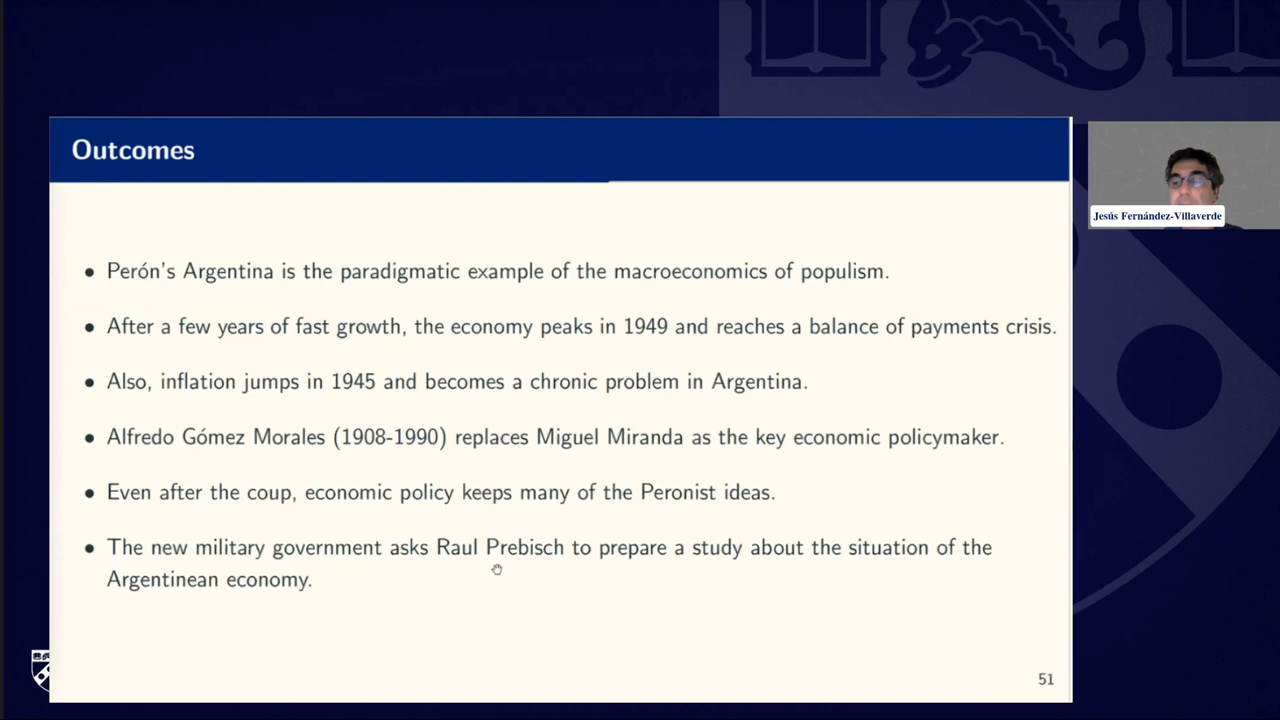 Outcomes
Jesús Fernández-Villaverde
• Perón's Argentina is the paradigmatic example of the macroeconomics of populism.
• After a few years of fast growth, the economy peaks in 1949 and reaches a balance of payments crisis.
• Also, inflation jumps in 1945 and becomes a chronic problem in Argentina.
• Alfredo Gómez Morales (1908-1990) replaces Miguel Miranda as the key economic policymaker.
• Even after the coup, economic policy keeps many of the Peronist ideas.
• The new military government asks Raul Prebisch to prepare a study about the situation of the
Argentinean economy.
51